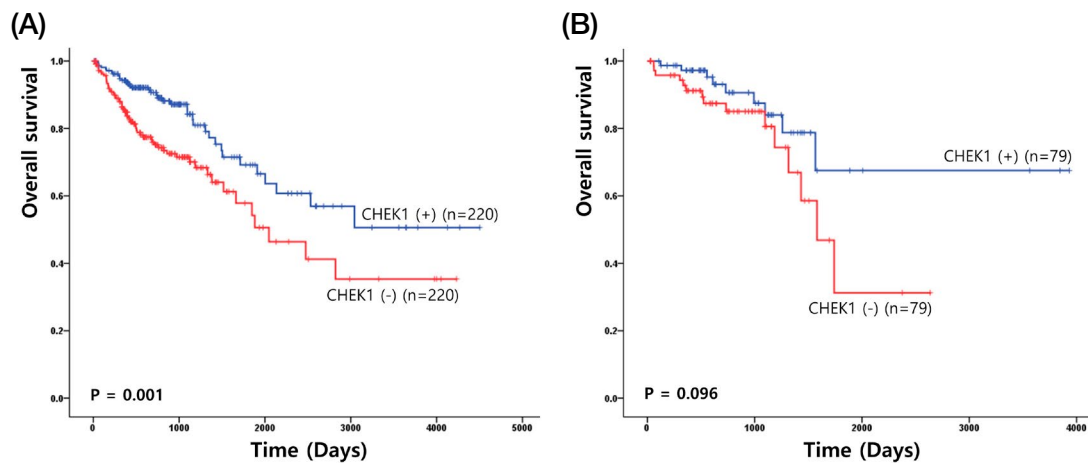 (A)
1.0
0.8
0.6
0.4
0.2
0.0
Overall survival
CHEK1 (+) (n=220)
CHEK1 (-) (n=220)
P = 0.001
0 1000 2000 3000 4000 5000
Time (Days)
(B)
1.0
0.8
0.6
0.4
0.2
0.0
Overall survival
CHEK1 (+) (n=79)
CHEK1 (-) (n=79)
P = 0.096
0 1000 2000 3000 4000
Time (Days)